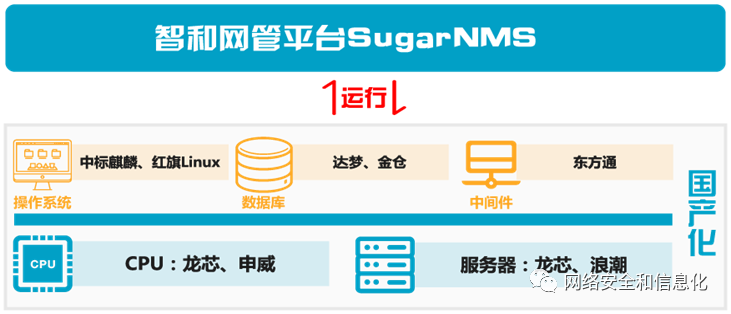 智和网管平台SugarNMS
运行
中标麒麟、红旗Linux
达梦、金仓
东方通
操作系统
数据库
中间件
国产化
CPU
CPU：龙芯、申威
服务器：龙芯、浪潮
网络安全和信息化